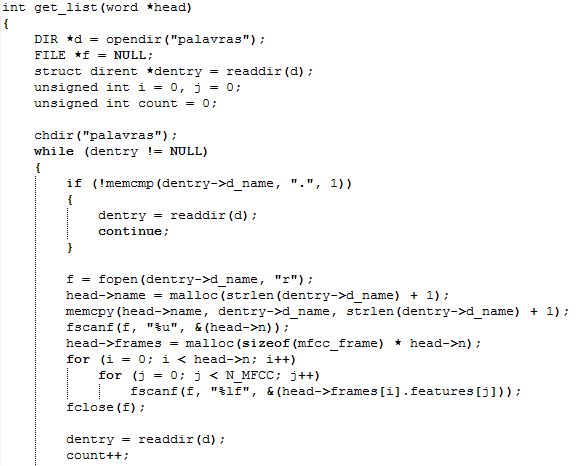 int get_list(word *head)
{
DIR *d = opendir("palavras");
FILE *f = NULL;
struct dirent *dentry = readdir(d);
unsigned int i = 0, j = 0;
unsigned int count = 0;
chdir("palavras");
while (dentry != NULL)
{
if (!memcmp(dentry->d_name, ".", 1))
{
dentry = readdir(d);
continue;
}
f = fopen(dentry->d_name, "r");
head->name = malloc(strlen(dentry->d_name) + 1);
memcpy(head->name, dentry->d_name, strlen(dentry->d_name) + 1);
fscanf(f, "%u", &(head->n));
head->frames = malloc(sizeof(mfcc_frame) * head->n);
for (i = 0; i < head->n; i++)
for (j = 0; j < N_MFCC; j++)
fscanf(f, "%lf", &(head->frames[i].features[j]));
fclose(f);
dentry = readdir(d);
count++;